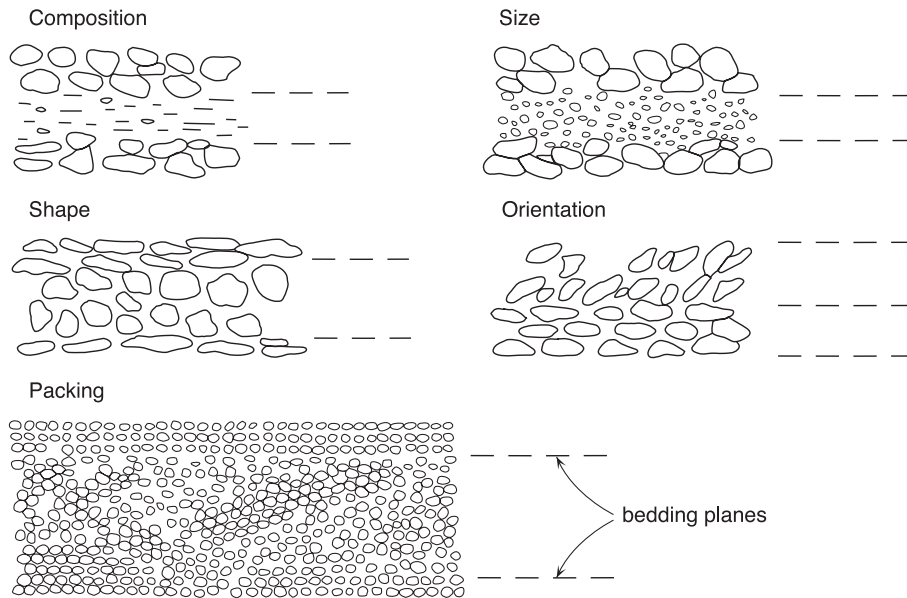 Composition
Size
Shape
Orientation
Packing
bedding planes